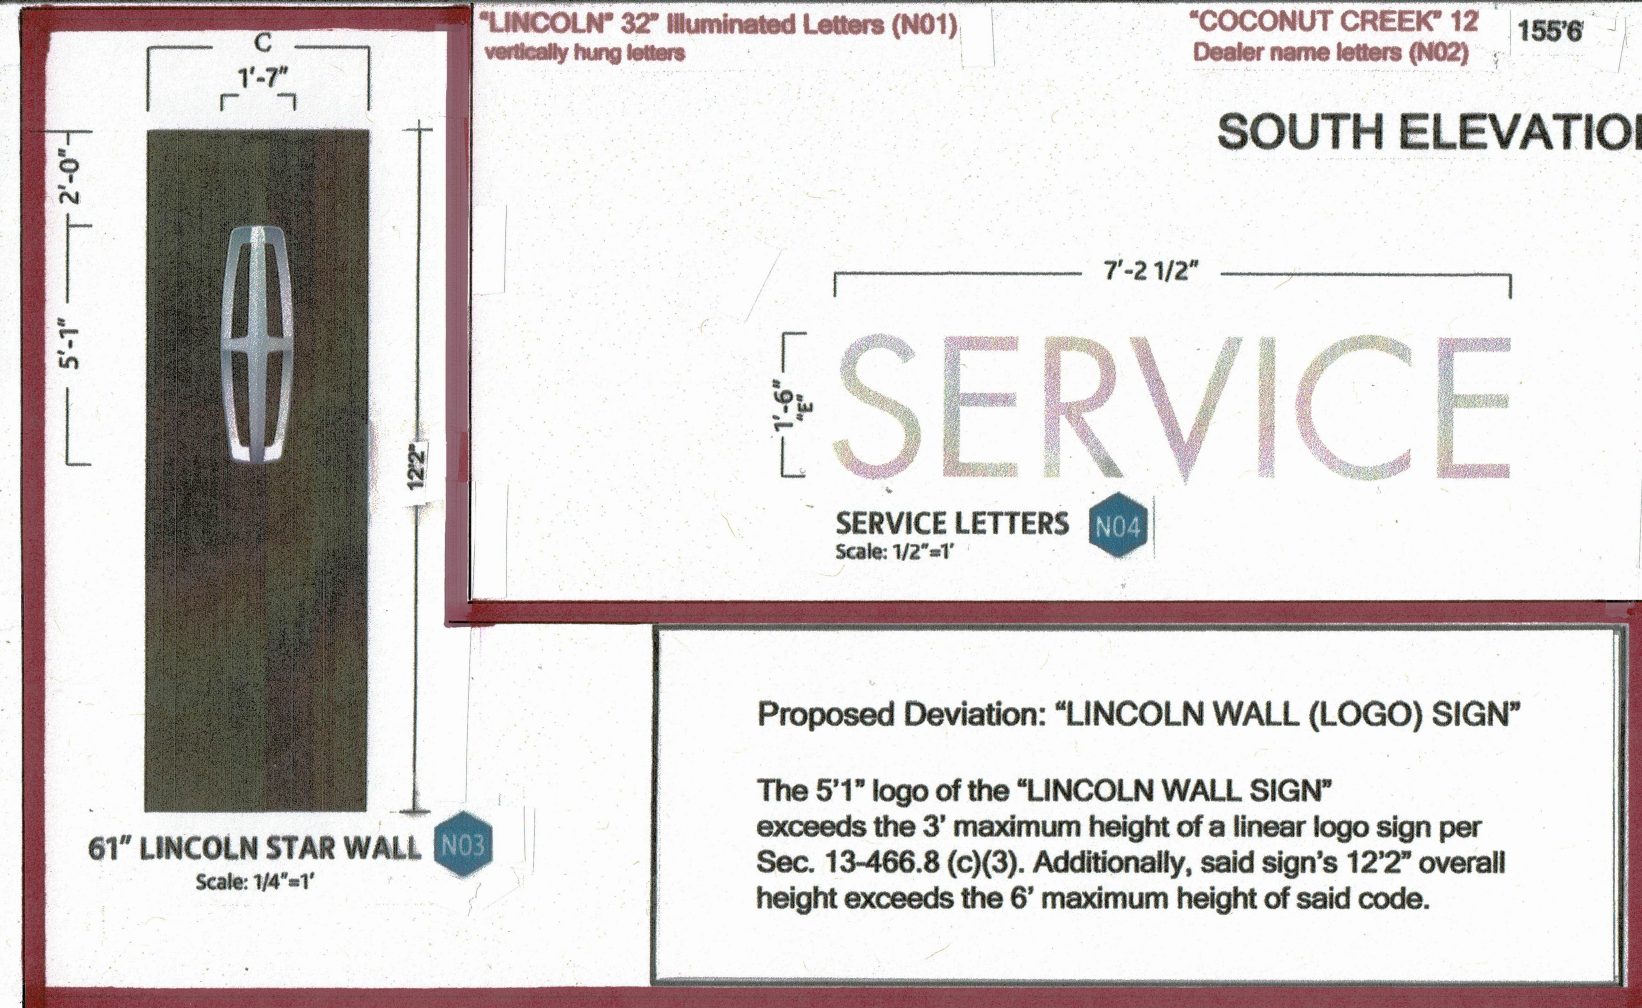 "LINCOLN" 32" Illuminated Letters (N01)
vertically hung letters
"COCONUT CREEK" 12
Dealer name letters (N02)
155'6
SOUTH ELEVATION
C
1'-7"
2'-0"
5'-1"
12'2"
61" LINCOLN STAR WALL N03
Scale: 1/4"=1'
7'-2 1/2"
1'-6"
"E"
SERVICE
SERVICE LETTERS N04
Scale: 1/2"=1'
Proposed Deviation: "LINCOLN WALL (LOGO) SIGN"
The 5'1" logo of the "LINCOLN WALL SIGN"
exceeds the 3' maximum height of a linear logo sign per
Sec. 13-466.8 (c)(3). Additionally, said sign's 12'2" overall
height exceeds the 6' maximum height of said code.